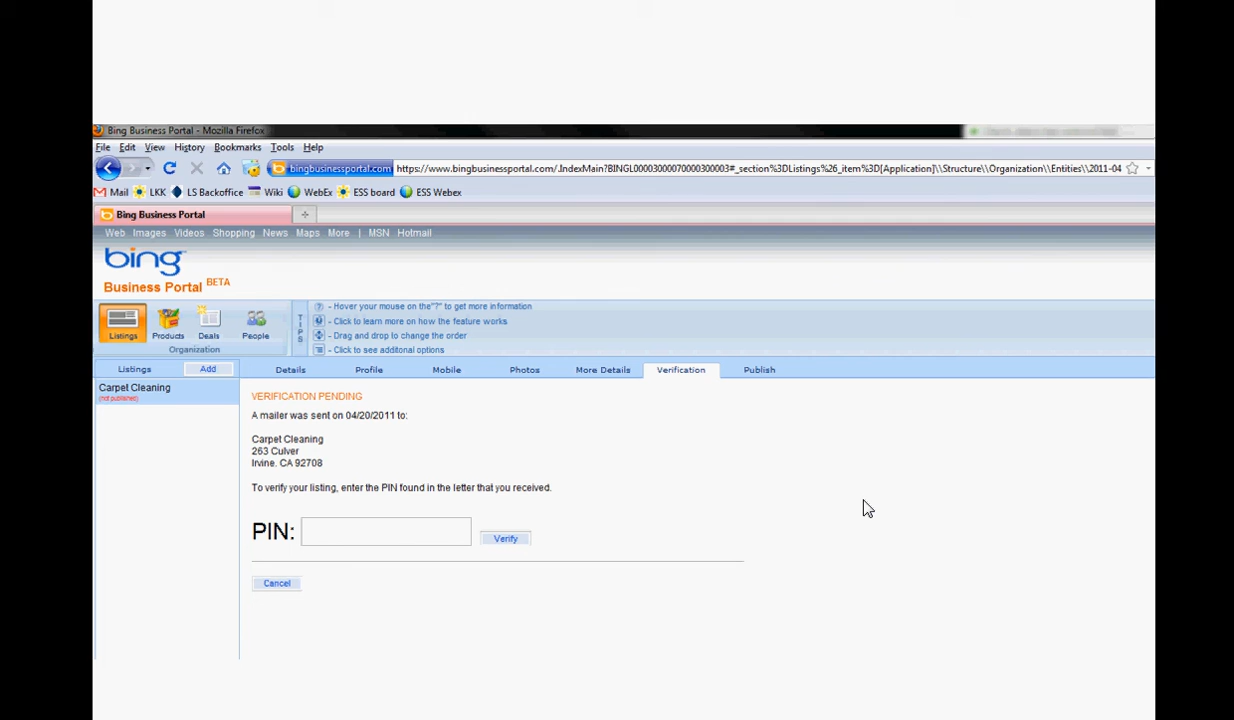 Bing Business Portal - Mozilla Firefox
File Edit View History Bookmarks Tools Help
bingbusinessportal.com https://www.bingbusinessportal.com/.IndexMain?BINGL0000300070000300003#_section%3DListings%26_item%3D[Application]\\Structure\\Organization\\Entities\\2011-04
Mail LKK LS Backoffice Wiki WebEx ESS board ESS Webex
Bing Business Portal
Web Images Videos Shopping News Maps More | MSN Hotmail
bing
Business Portal BETA
Listings Products Deals People
Organization
TIPS
- Hover your mouse on the"?" to get more information
- Click to learn more on how the feature works
- Drag and drop to change the order
- Click to see additonal options
Listings Add Details Profile Mobile Photos More Details Verification Publish
Carpet Cleaning
(not published)
VERIFICATION PENDING
A mailer was sent on 04/20/2011 to:
Carpet Cleaning
263 Culver
Irvine, CA 92708
To verify your listing, enter the PIN found in the letter that you received.
PIN: Verify
Cancel